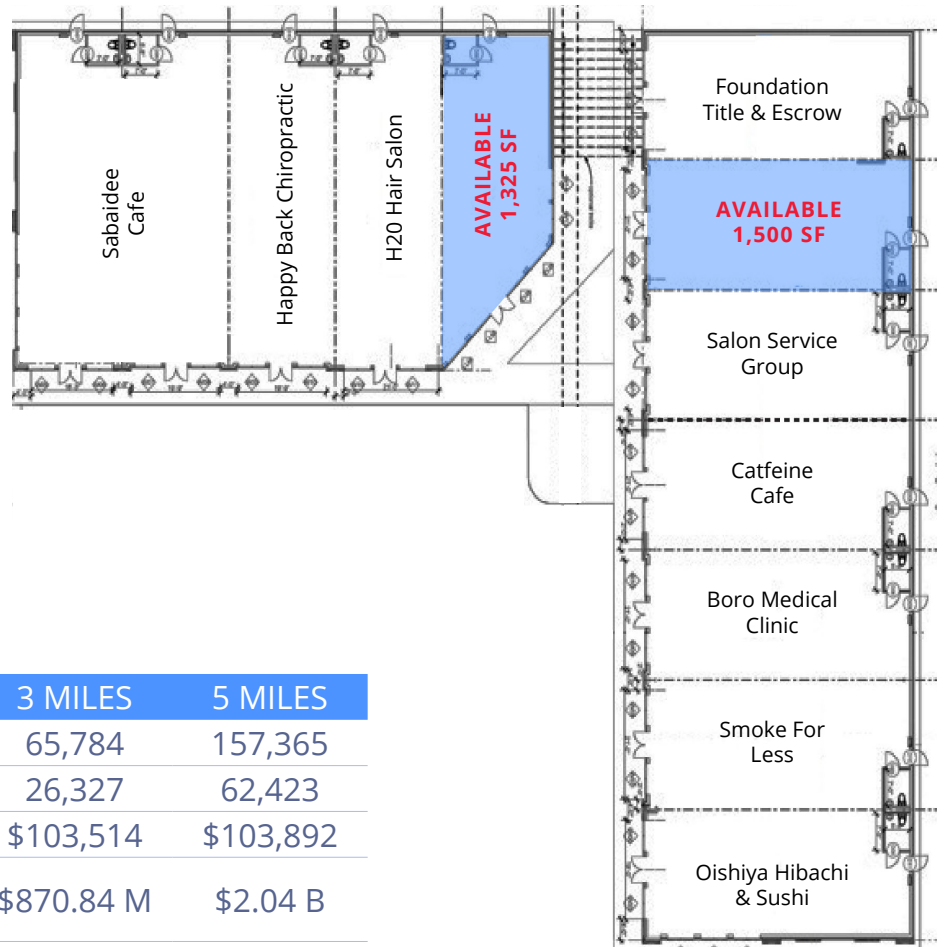 Sabaidee
Cafe
Happy Back Chiropractic
H20 Hair Salon
AVAILABLE
1,325 SF
Foundation
Title & Escrow
AVAILABLE
1,500 SF
Salon Service
Group
Catfeine
Cafe
Boro Medical
Clinic
Smoke For
Less
Oishiya Hibachi
& Sushi
3 MILES 5 MILES
65,784 157,365
26,327 62,423
$103,514 $103,892
$870.84 M $2.04 B